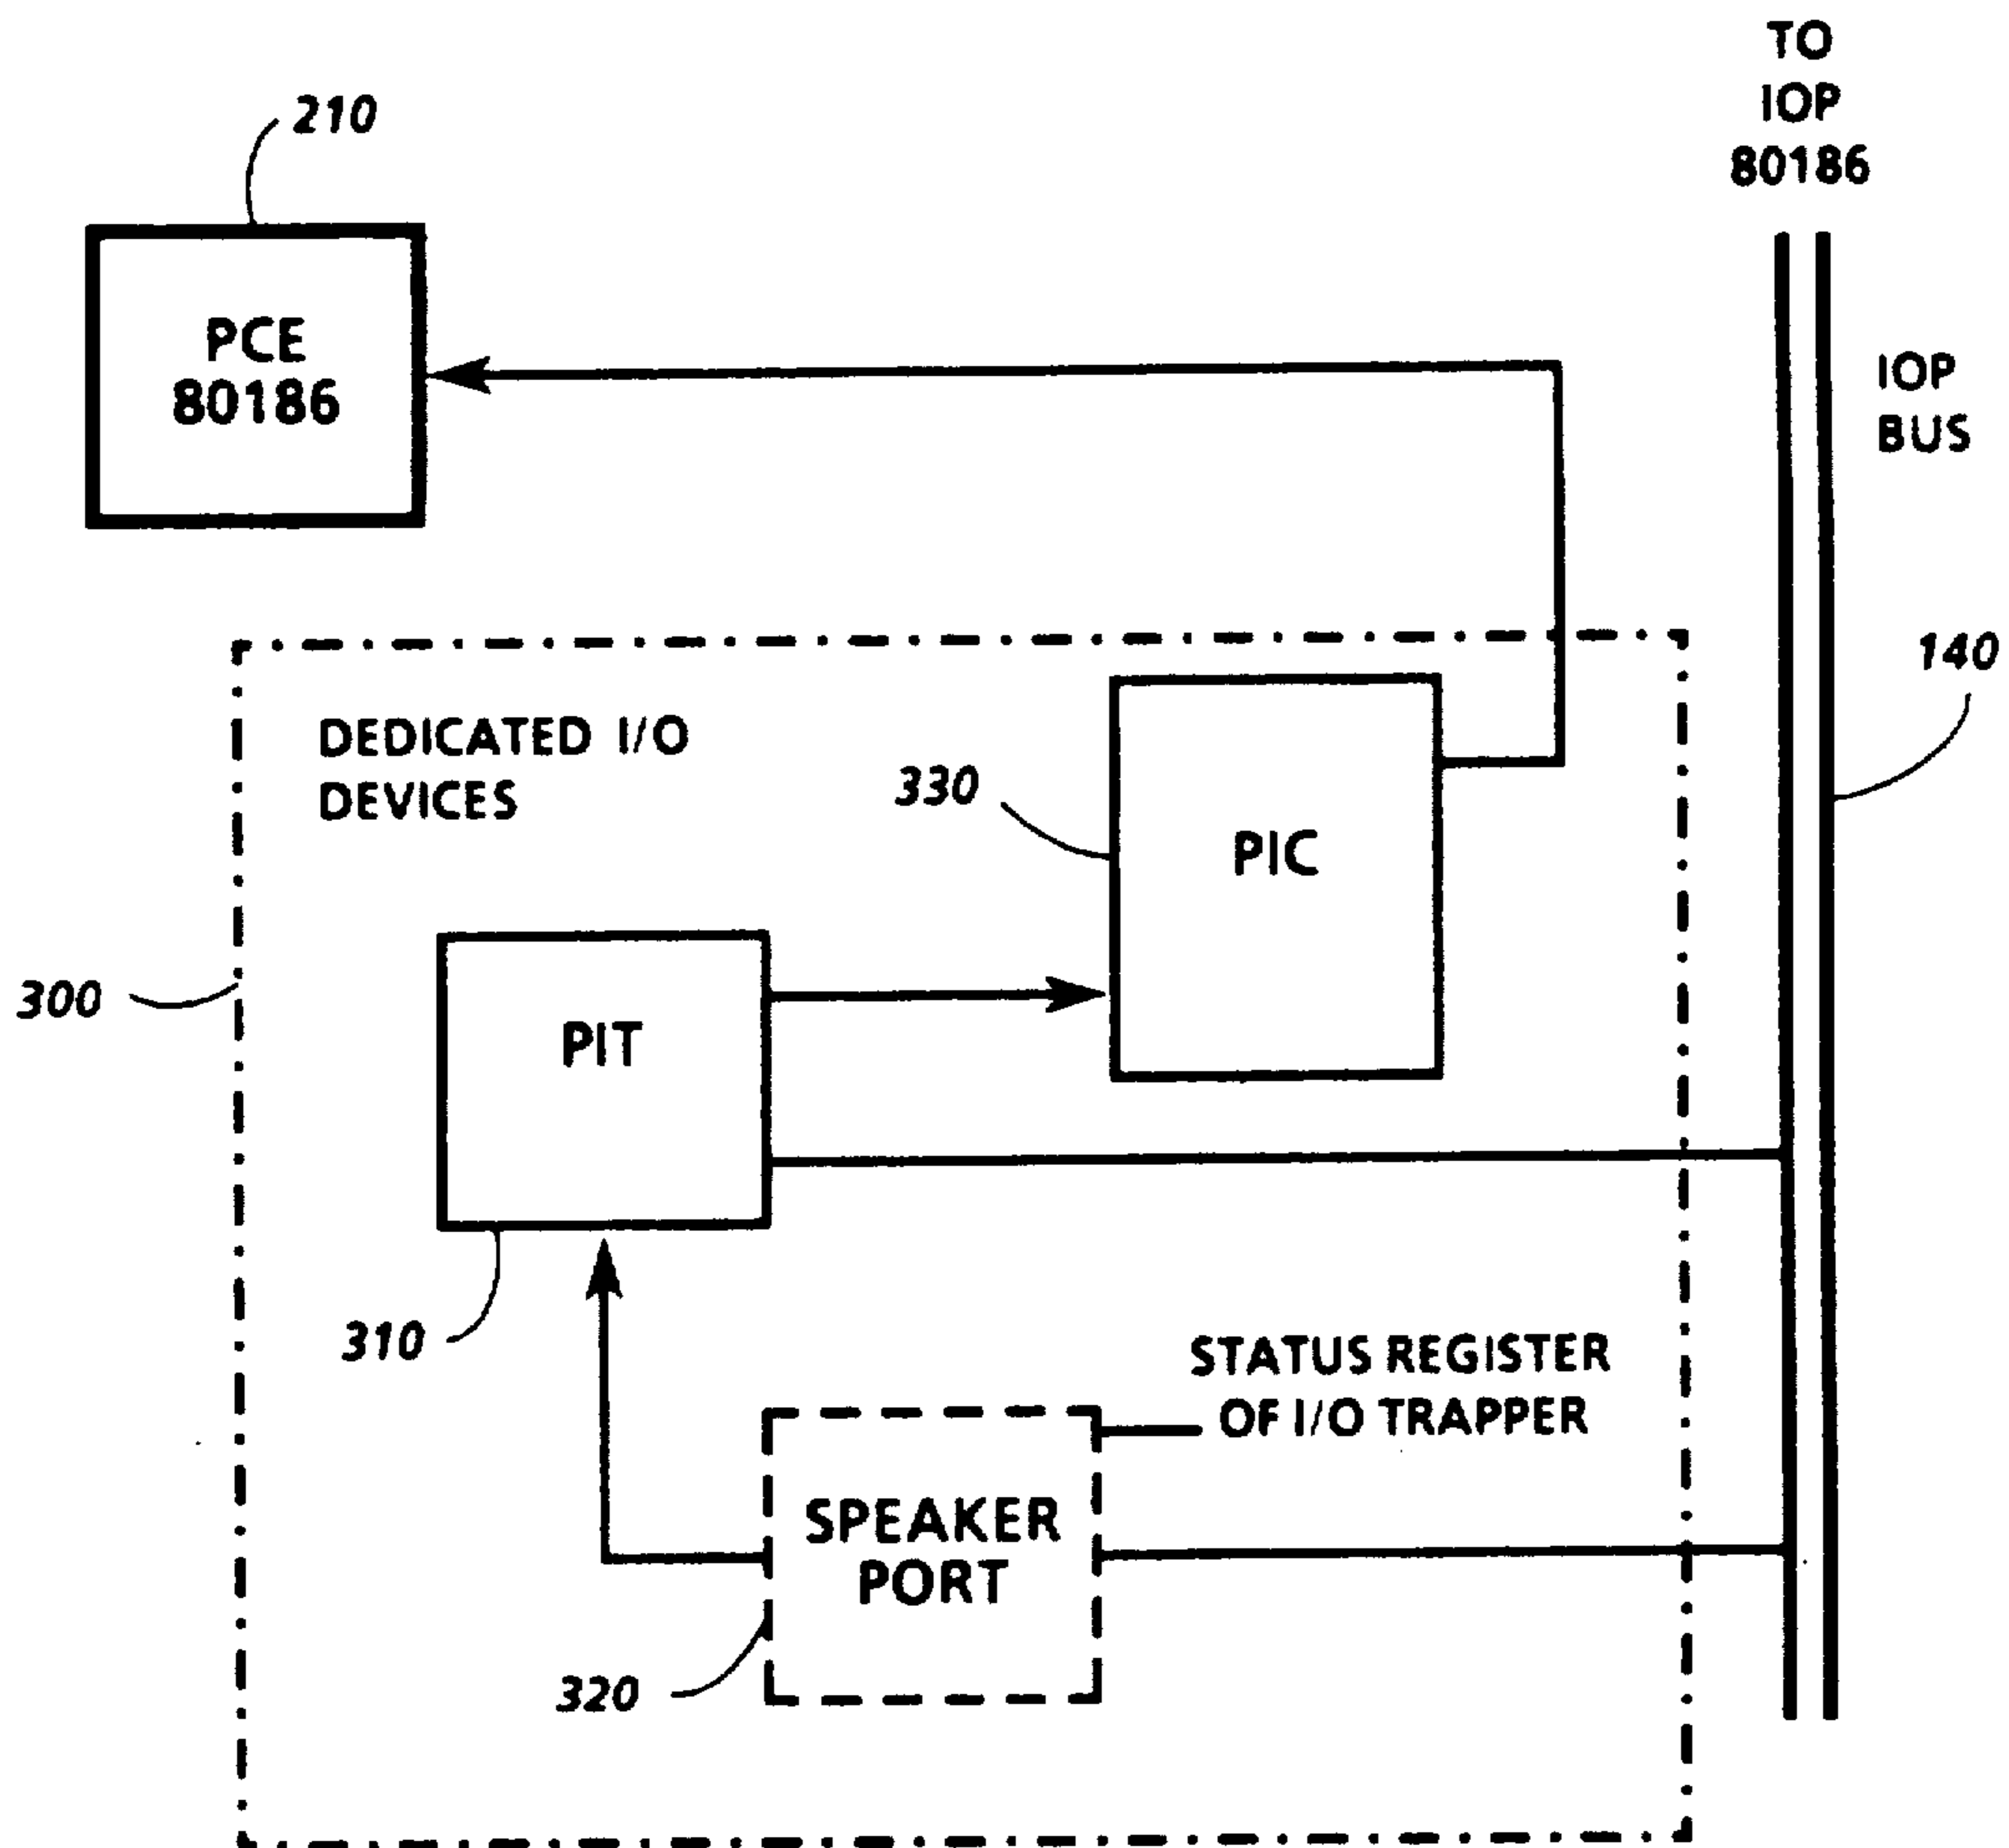 TO
IOP
80186
210
PCE
80186
IOP
BUS
140
DEDICATED I/O
DEVICES
330
PIC
300
PIT
310
STATUS REGISTER
OF I/O TRAPPER
SPEAKER
PORT
320